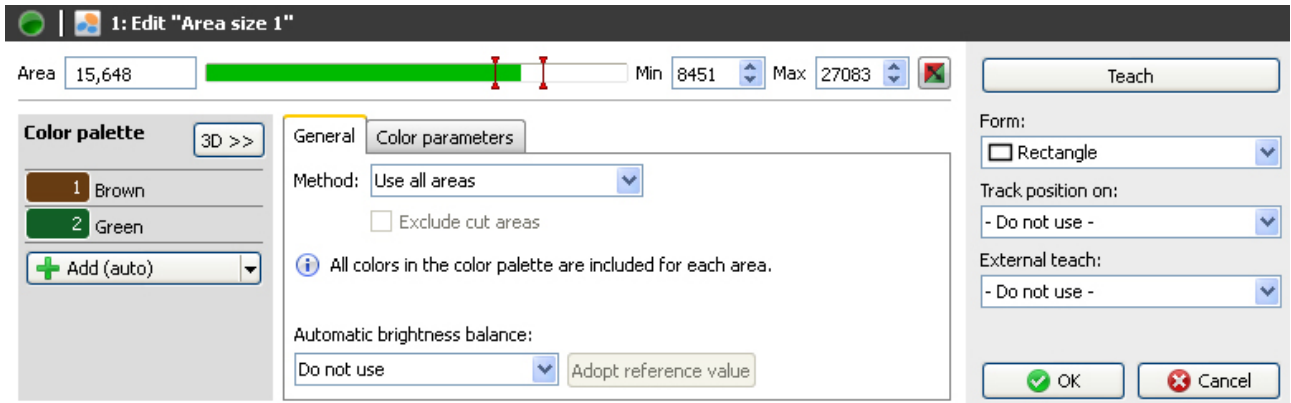 1: Edit "Area size 1"
Area 15,648 Min 8451 Max 27083
Teach
Color palette
3D >>
1 Brown
2 Green
Add (auto)
General Color parameters
Method: Use all areas
Exclude cut areas
All colors in the color palette are included for each area.
Automatic brightness balance:
Do not use Adopt reference value
Form:
Rectangle
Track position on:
- Do not use -
External teach:
- Do not use -
OK Cancel